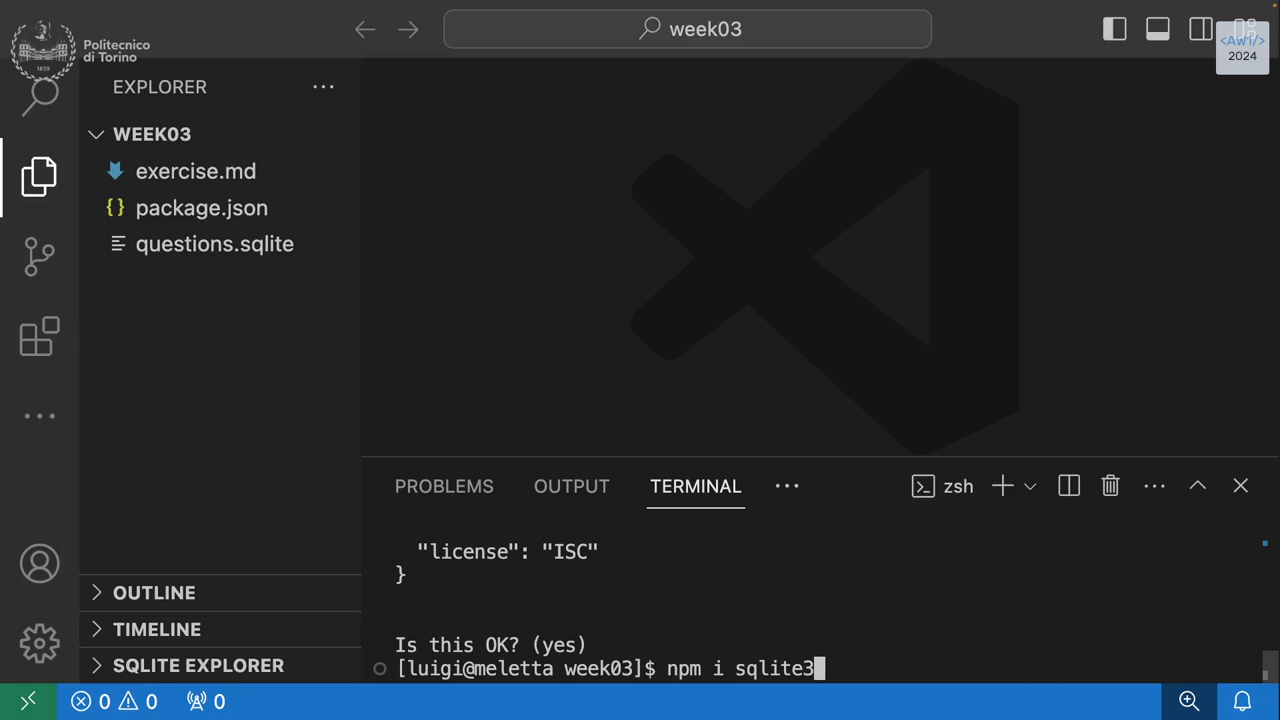 Politecnico
di Torino
1859
week03
<AW1/>
2024
EXPLORER
WEEK03
exercise.md
{} package.json
questions.sqlite
PROBLEMS OUTPUT TERMINAL zsh
"license": "ISC"
}
Is this OK? (yes)
[luigi@meletta week03]$ npm i sqlite3
OUTLINE
TIMELINE
SQLITE EXPLORER
0 0 0